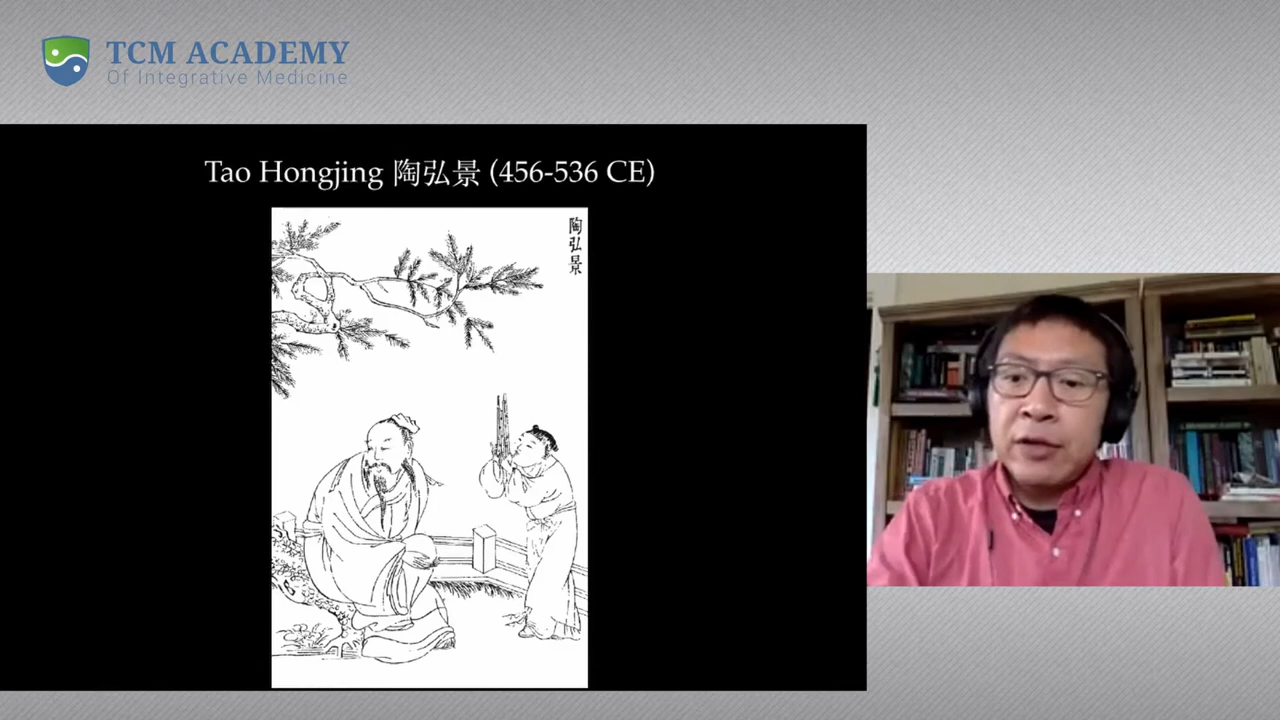 TCM ACADEMY
Of Integrative Medicine
Tao Hongjing 陶弘景 (456-536 CE)
陶弘景